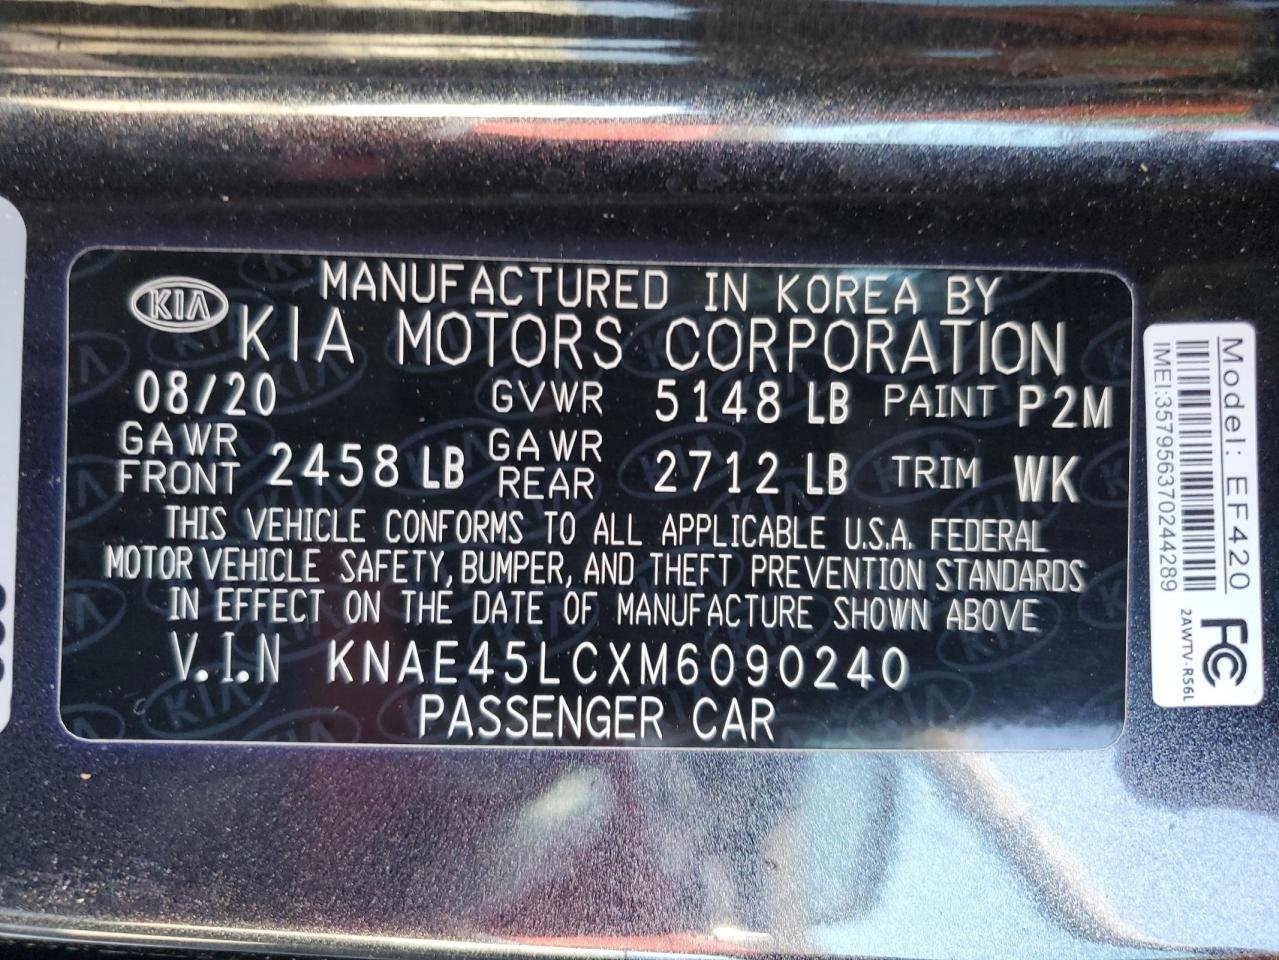 MANUFACTURED IN KOREA BY
KIA KIA MOTORS CORPORATION
08/20 GVWR 5148 LB PAINT P2M
GAWR FRONT 2458 LB GAWR REAR 2712 LB TRIM WK
THIS VEHICLE CONFORMS TO ALL APPLICABLE U.S.A. FEDERAL
MOTOR VEHICLE SAFETY, BUMPER, AND THEFT PREVENTION STANDARDS
IN EFFECT ON THE DATE OF MANUFACTURE SHOWN ABOVE
V.I.N KNAE45LCXM6090240
PASSENGER CAR
Model: EF420
IMEI:357956370244289
FC
2AWTV-R56L